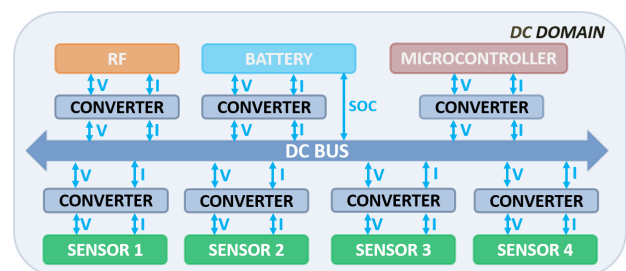 DC DOMAIN
RF BATTERY MICROCONTROLLER
V I V I V I
CONVERTER CONVERTER SOC CONVERTER
V I V I V I
DC BUS
V I V I V I V I
CONVERTER CONVERTER CONVERTER CONVERTER
V I V I V I V I
SENSOR 1 SENSOR 2 SENSOR 3 SENSOR 4